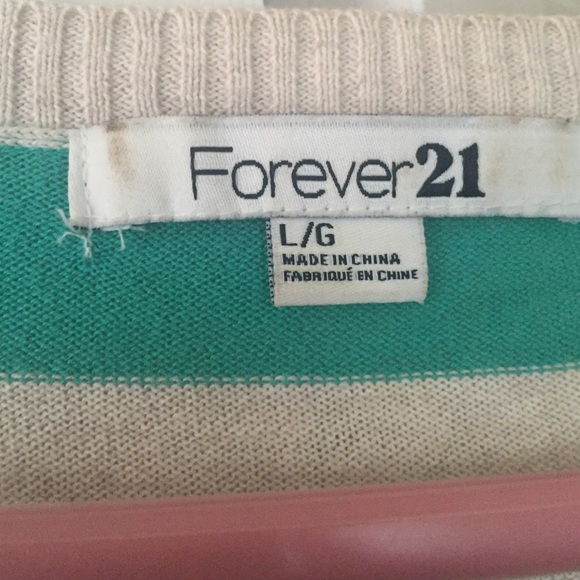 Forever21
L/G
MADE IN CHINA
FABRIQUÉ EN CHINE